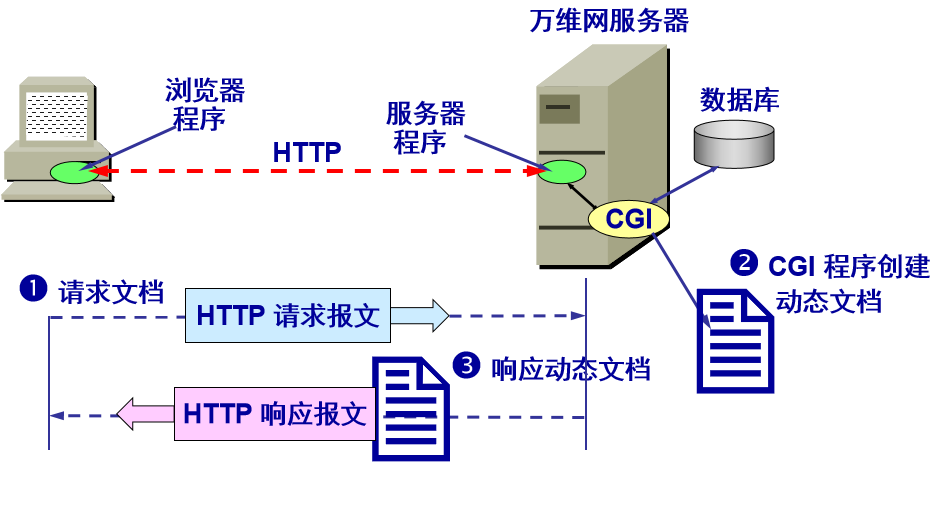 万维网服务器
浏览器
程序
服务器
程序
数据库
HTTP
CGI
❷ CGI 程序创建
动态文档
❶ 请求文档
HTTP 请求报文
❸ 响应动态文档
HTTP 响应报文